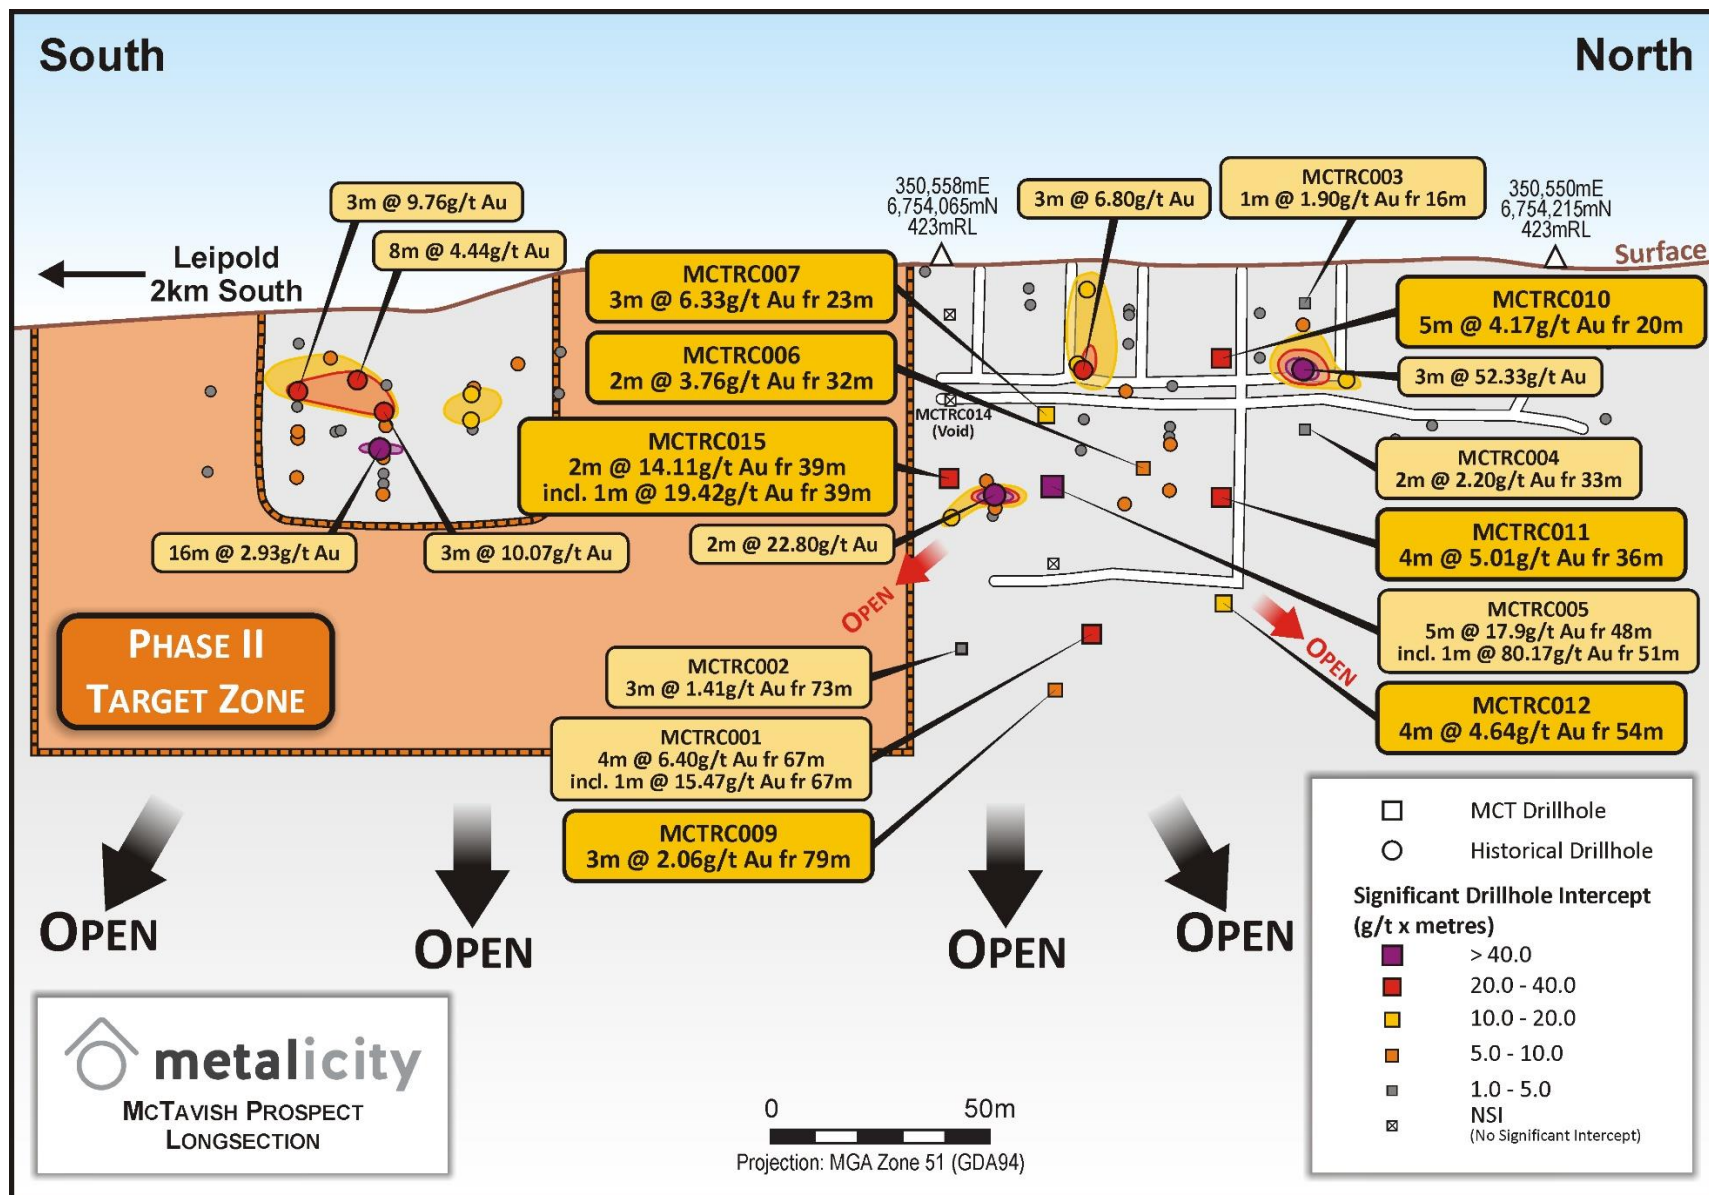 South
North
350,558mE
6,754,065mN
423mRL
3m @ 6.80g/t Au
MCTRC003
1m @ 1.90g/t Au fr 16m
350,550mE
6,754,215mN
423mRL
3m @ 9.76g/t Au
8m @ 4.44g/t Au
Leipold
2km South
Surface
MCTRC007
3m @ 6.33g/t Au fr 23m
MCTRC010
5m @ 4.17g/t Au fr 20m
MCTRC006
2m @ 3.76g/t Au fr 32m
3m @ 52.33g/t Au
MCTRC014
(Void)
MCTRC015
2m @ 14.11g/t Au fr 39m
incl. 1m @ 19.42g/t Au fr 39m
MCTRC004
2m @ 2.20g/t Au fr 33m
16m @ 2.93g/t Au
3m @ 10.07g/t Au
2m @ 22.80g/t Au
MCTRC011
4m @ 5.01g/t Au fr 36m
OPEN
OPEN
MCTRC005
5m @ 17.9g/t Au fr 48m
incl. 1m @ 80.17g/t Au fr 51m
PHASE II
TARGET ZONE
MCTRC002
3m @ 1.41g/t Au fr 73m
MCTRC012
4m @ 4.64g/t Au fr 54m
MCTRC001
4m @ 6.40g/t Au fr 67m
incl. 1m @ 15.47g/t Au fr 67m
MCTRC009
3m @ 2.06g/t Au fr 79m
OPEN
OPEN
OPEN
OPEN
MCT Drillhole
Historical Drillhole
Significant Drillhole Intercept
(g/t x metres)
> 40.0
20.0 - 40.0
10.0 - 20.0
5.0 - 10.0
1.0 - 5.0
NSI
(No Significant Intercept)
metalicity
MCTAVISH PROSPECT
LONGSECTION
0 50m
Projection: MGA Zone 51 (GDA94)